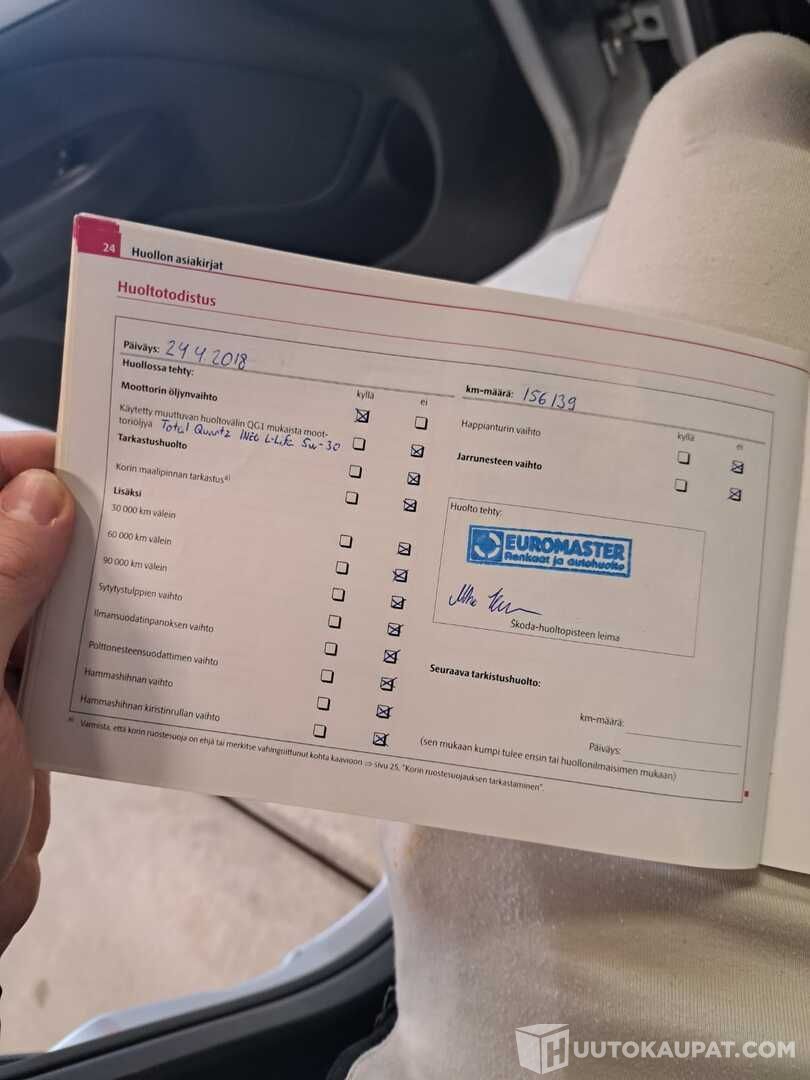 24 Huollon asiakirjat
Huoltotodistus
Päiväys: 24 4 2018
Huollossa tehty:
kyllä ei
Moottorin öljynvaihto
Käytetty muuttuvan huoltovälin QG1 mukaista moot-
toriöljyä Total Quartz INEO L-Life 5w-30
Tarkastushuolto
Korin maalipinnan tarkastus a)
Lisäksi
30 000 km välein
60 000 km välein
90 000 km välein
Sytytystulppien vaihto
Ilmansuodatinpanoksen vaihto
Polttonesteensuodattimen vaihto
Hammashihnan vaihto
Hammashihnan kiristinrullan vaihto
km-määrä: 156139
kyllä ei
Happianturin vaihto
Jarrunesteen vaihto
Huolto tehty:
EUROMASTER
Renkaat ja autohuolto
Škoda-huoltopisteen leima
Seuraava tarkistushuolto:
km-määrä:
Päiväys:
(sen mukaan kumpi tulee ensin tai huollonilmaisimen mukaan)
a) Varmista, että korin ruostesuoja on ehjä tai merkitse vahingoittunut kohta kaavioon ⇒ sivu 25, "Korin ruostesuojauksen tarkastaminen".
HUUTOKAUPAT.COM